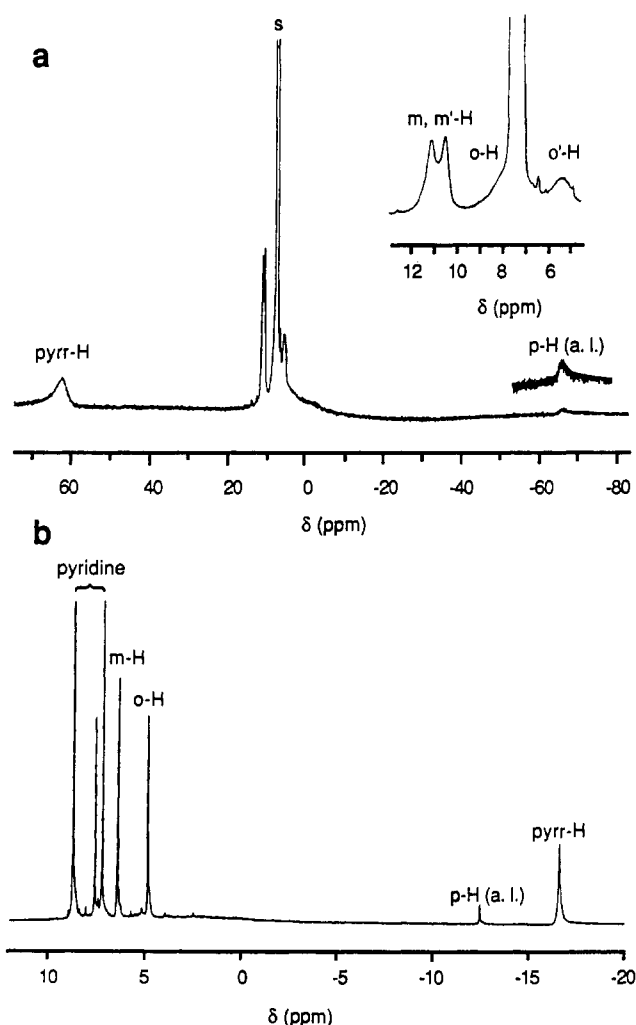 a
s
m, m'-H
o-H
o'-H
12 10 8 6
δ (ppm)
pyrr-H
p-H (a. l.)
60 40 20 0 -20 -40 -60 -80
δ (ppm)
b
pyridine
m-H
o-H
pyrr-H
p-H (a. l.)
10 5 0 -5 -10 -15 -20
δ (ppm)